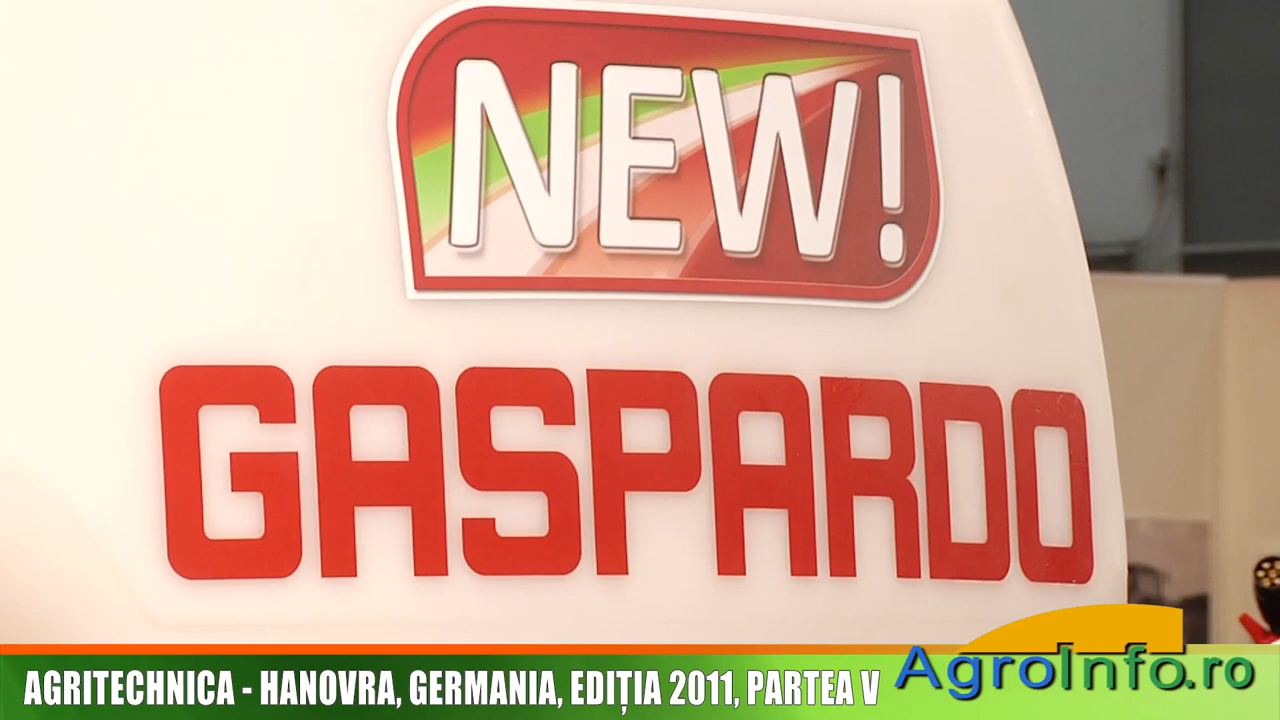 NEW!
GASPARDO
AGRITECHNICA - HANOVRA, GERMANIA, EDIȚIA 2011, PARTEA V
AgroInfo.ro